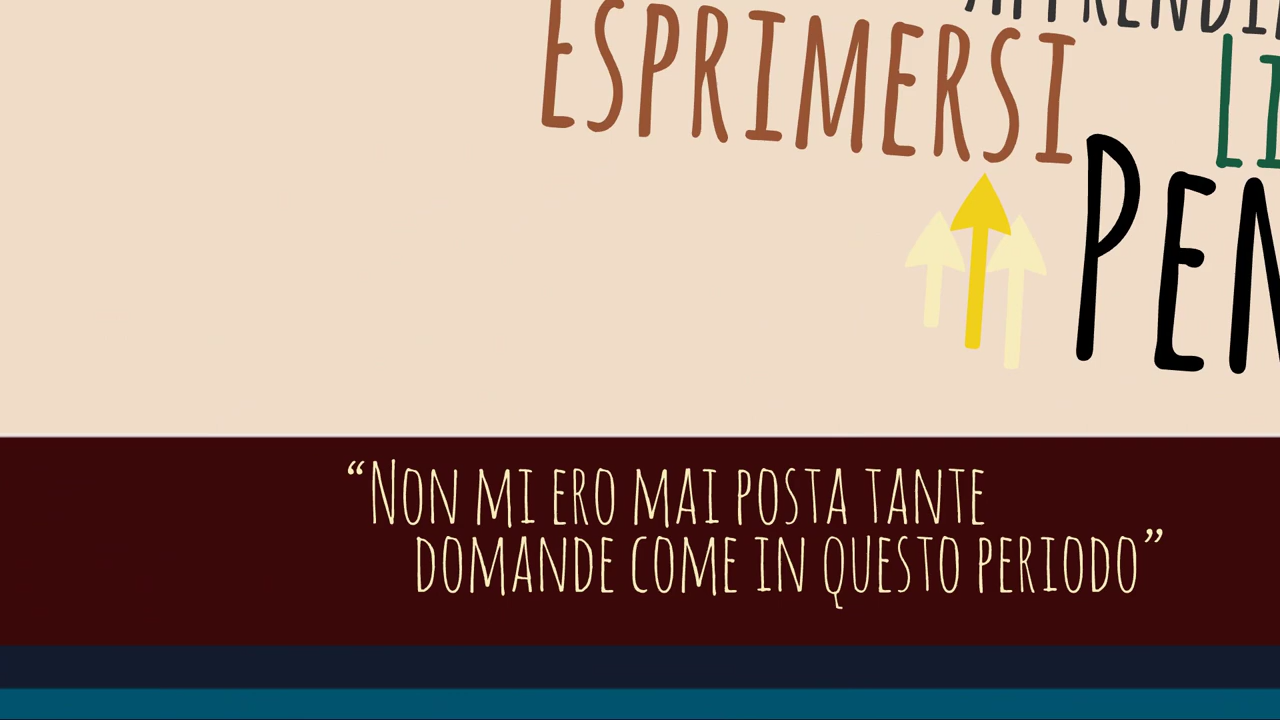 ESPRIMERSI
“NON MI ERO MAI POSTA TANTE
DOMANDE COME IN QUESTO PERIODO”